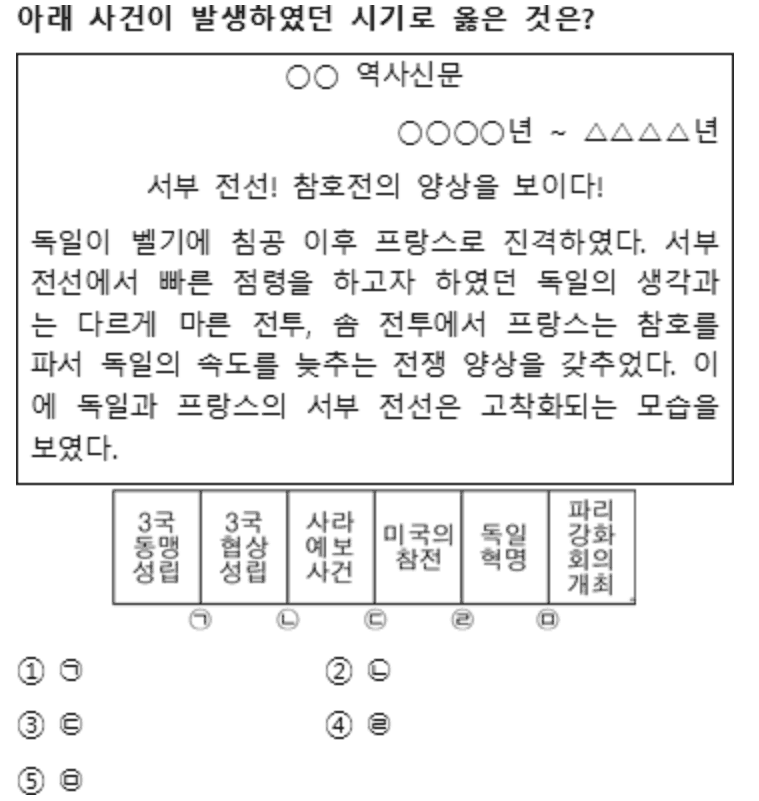 아래 사건이 발생하였던 시기로 옳은 것은?
○○ 역사신문
○○○○년 ~ △△△△년
서부 전선! 참호전의 양상을 보이다!
독일이 벨기에 침공 이후 프랑스로 진격하였다. 서부
전선에서 빠른 점령을 하고자 하였던 독일의 생각과
는 다르게 마른 전투, 솜 전투에서 프랑스는 참호를
파서 독일의 속도를 늦추는 전쟁 양상을 갖추었다. 이
에 독일과 프랑스의 서부 전선은 고착화되는 모습을
보였다.
3국
동맹
성립
3국
협상
성립
사라
예보
사건
미국의
참전
독일
혁명
파리
강화
회의
개최
㉠ ㉡ ㉢ ㉣ ㉤
① ㉠ ② ㉡
③ ㉢ ④ ㉣
⑤ ㉤